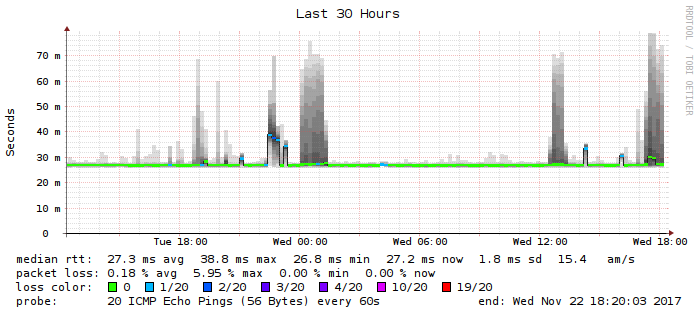 Last 30 Hours
RRDTOOL / TOBI OETIKER
Seconds
70 m
60 m
50 m
40 m
30 m
20 m
10 m
0
Tue 18:00 Wed 00:00 Wed 06:00 Wed 12:00 Wed 18:00
median rtt: 27.3 ms avg 38.8 ms max 26.8 ms min 27.2 ms now 1.8 ms sd 15.4 am/s
packet loss: 0.18 % avg 5.95 % max 0.00 % min 0.00 % now
loss color: 0 1/20 2/20 3/20 4/20 10/20 19/20
probe: 20 ICMP Echo Pings (56 Bytes) every 60s end: Wed Nov 22 18:20:03 2017